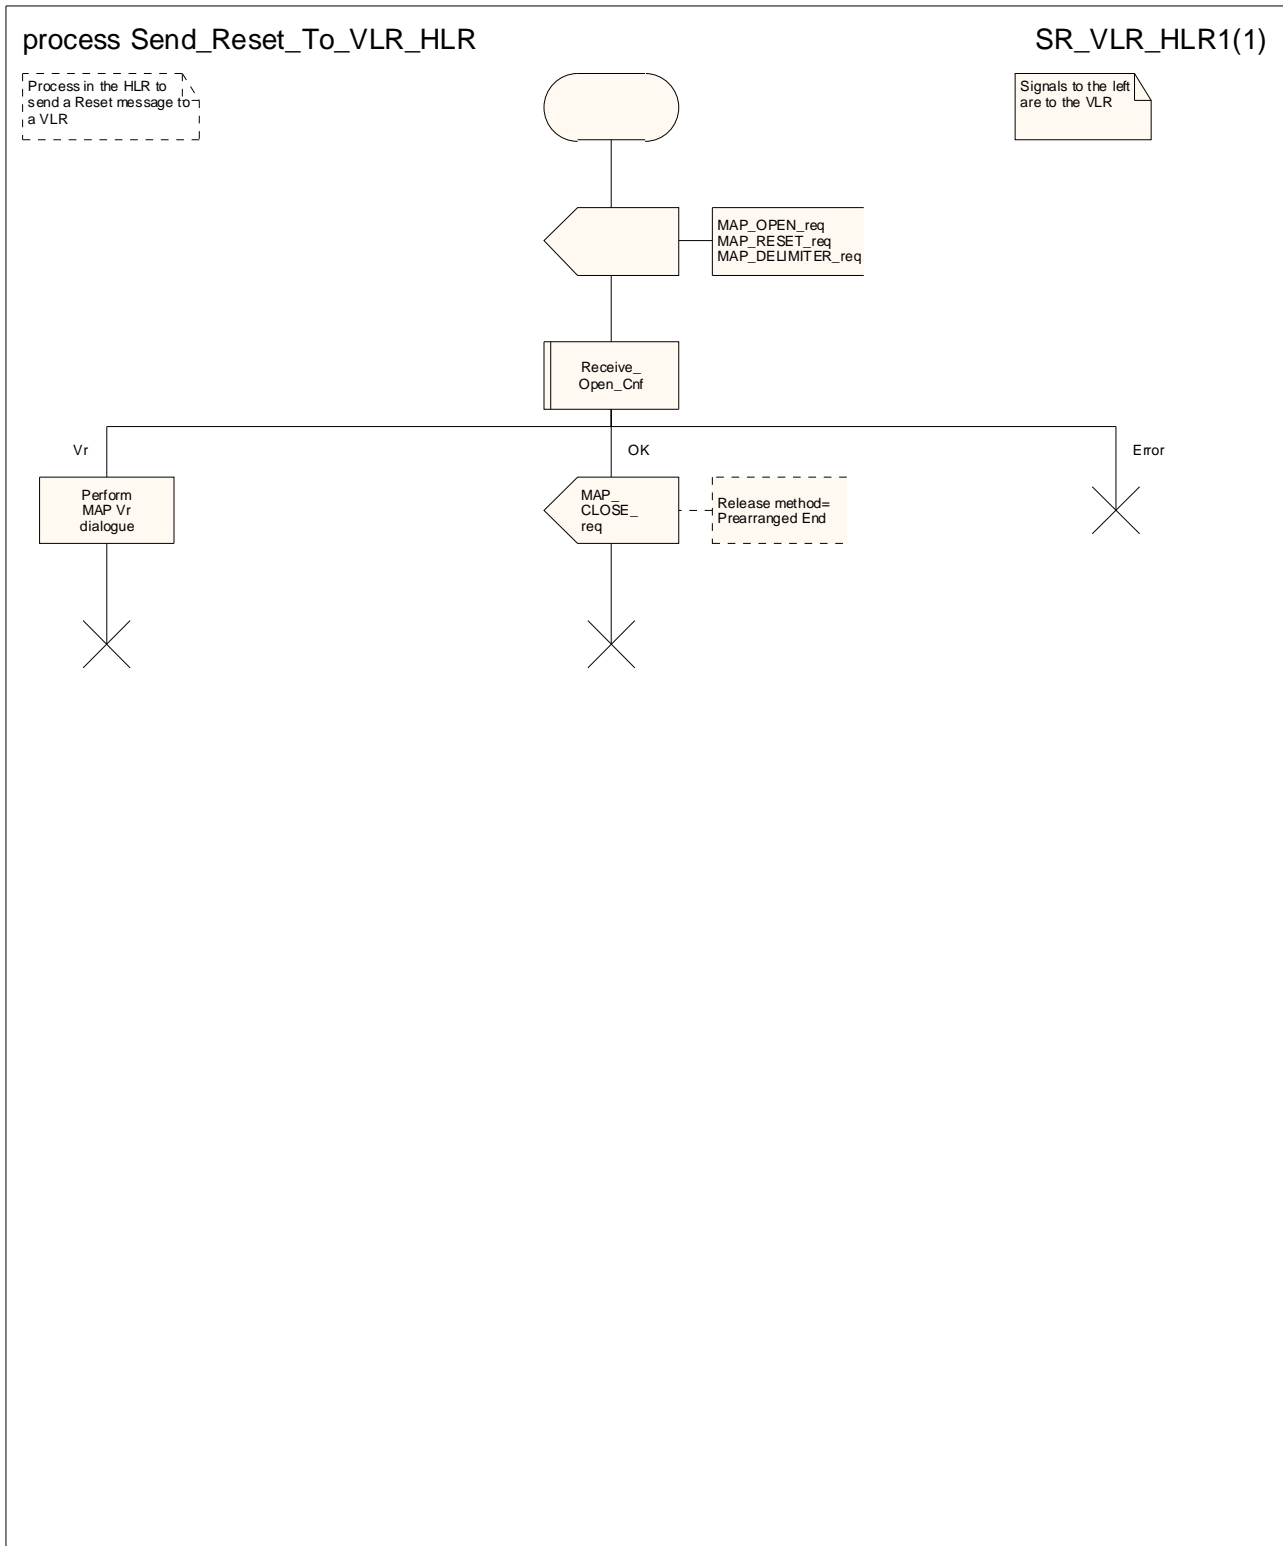 process Send_Reset_To_VLR_HLR
SR_VLR_HLR1(1)
Process in the HLR to
send a Reset message to
a VLR
Signals to the left
are to the VLR
MAP_OPEN_req
MAP_RESET_req
MAP_DELIMITER_req
Receive_
Open_Cnf
Vr
OK
Error
Perform
MAP Vr
dialogue
MAP_
CLOSE_
req
Release method=
Prearranged End